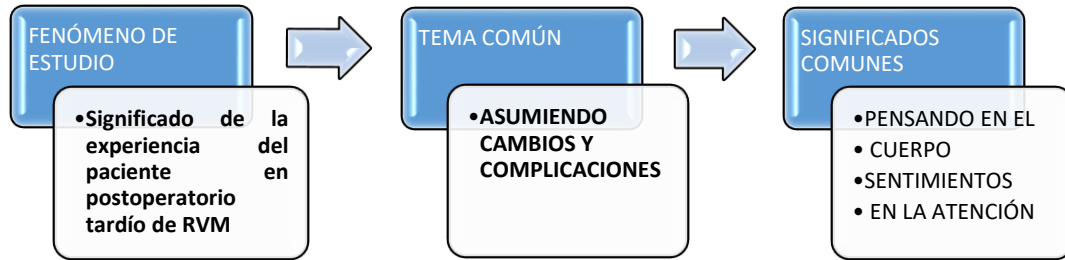 FENÓMENO DE
ESTUDIO
•Significado de la
experiencia del
paciente en
postoperatorio
tardío de RVM
TEMA COMÚN
•ASUMIENDO
CAMBIOS Y
COMPLICACIONES
SIGNIFICADOS
COMUNES
•PENSANDO EN EL
• CUERPO
•SENTIMIENTOS
• EN LA ATENCIÓN